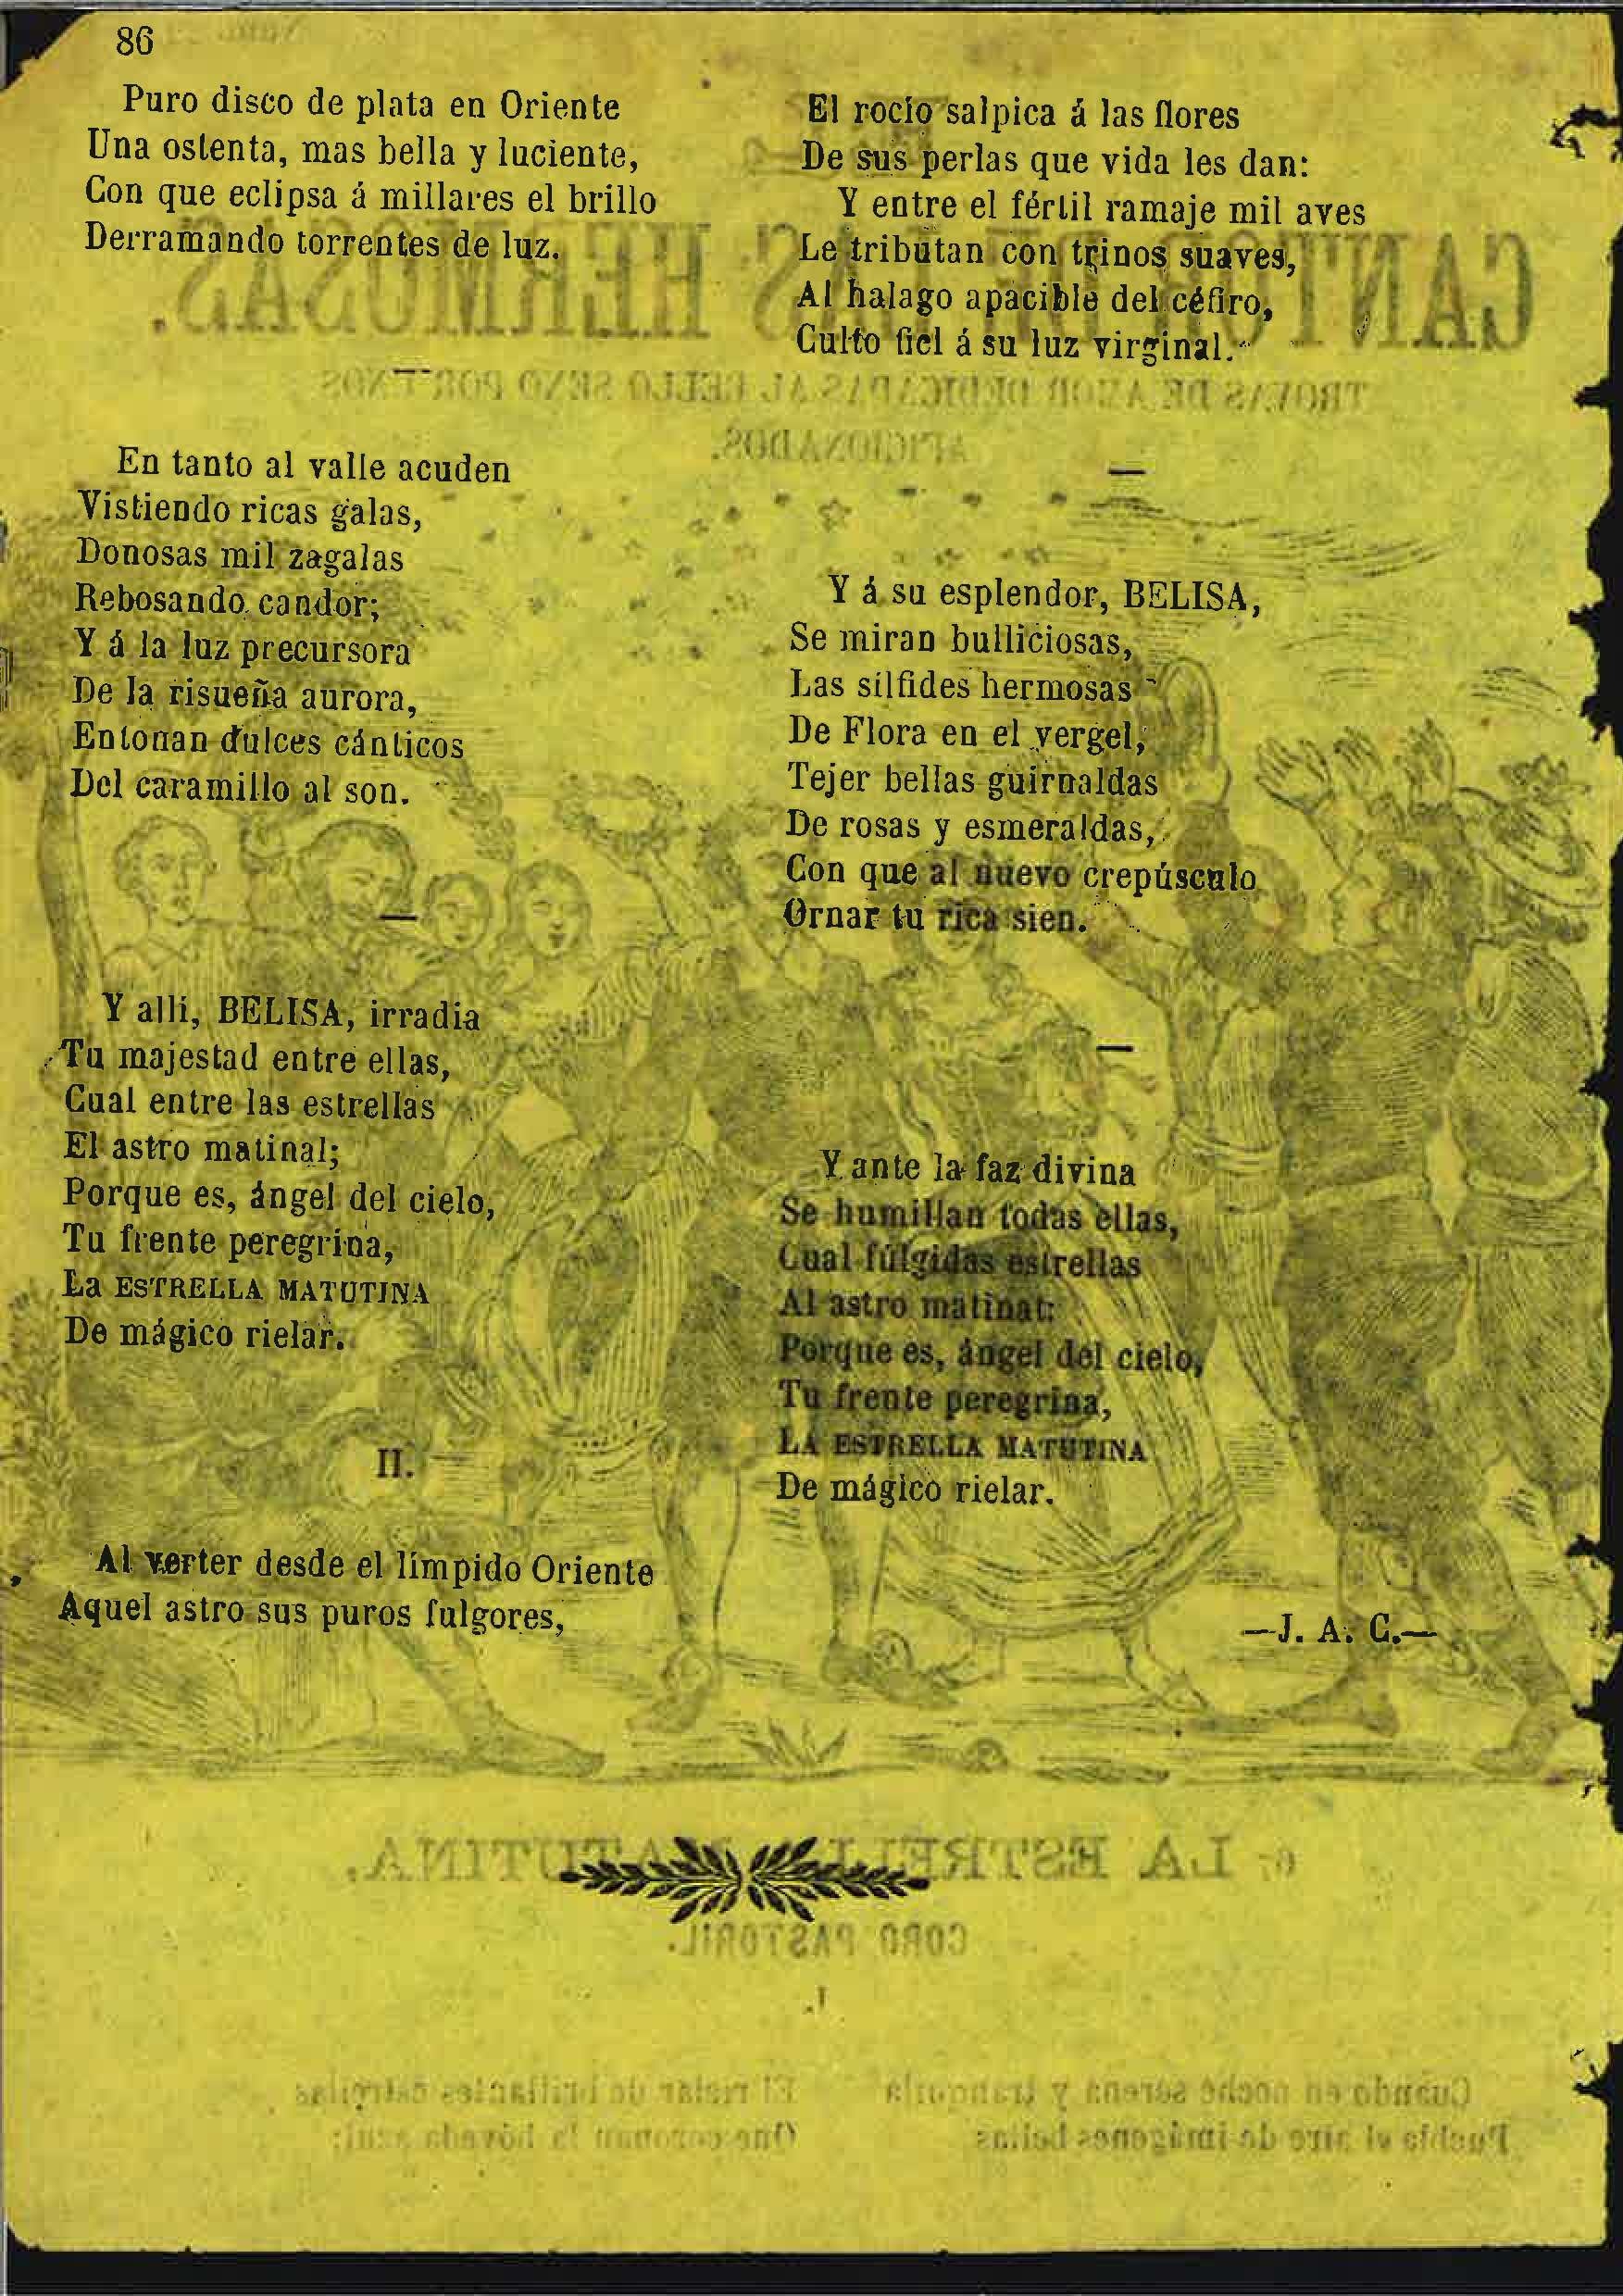 86
Puro disco de plata en Oriente
Una ostenta, mas bella y luciente,
Con que eclipsa á millares el brillo
Derramando torrentes de luz.
En tanto al valle acuden
Vistiendo ricas galas,
Donosas mil zagalas
Rebosando candor;
Y á la luz precursora
De la risueña aurora,
Entonan dulces cánticos
Del caramillo al son.
—
Y allí, BELISA, irradia
Tu majestad entre ellas,
Cual entre las estrellas
El astro matinal;
Porque es, ángel del cielo,
Tu frente peregrina,
La ESTRELLA MATUTINA
De mágico rielar.
II.
Al verter desde el límpido Oriente
Aquel astro sus puros fulgores,
El rocío salpica á las flores
De sus perlas que vida les dan:
Y entre el fértil ramaje mil aves
Le tributan con trinos suaves,
Al halago apacible del céfiro,
Culto fiel á su luz virginal.
—
Y á su esplendor, BELISA,
Se miran bulliciosas,
Las sílfides hermosas
De Flora en el vergel,
Tejer bellas guirnaldas
De rosas y esmeraldas,
Con que al nuevo crepúsculo
Ornar tu rica sien.
—
Y ante la faz divina
Se humillan todas ellas,
Cual fúlgidas estrellas
Al astro matinal:
Porque es, ángel del cielo,
Tu frente peregrina,
LA ESTRELLA MATUTINA
De mágico rielar.
—J. A. C.—